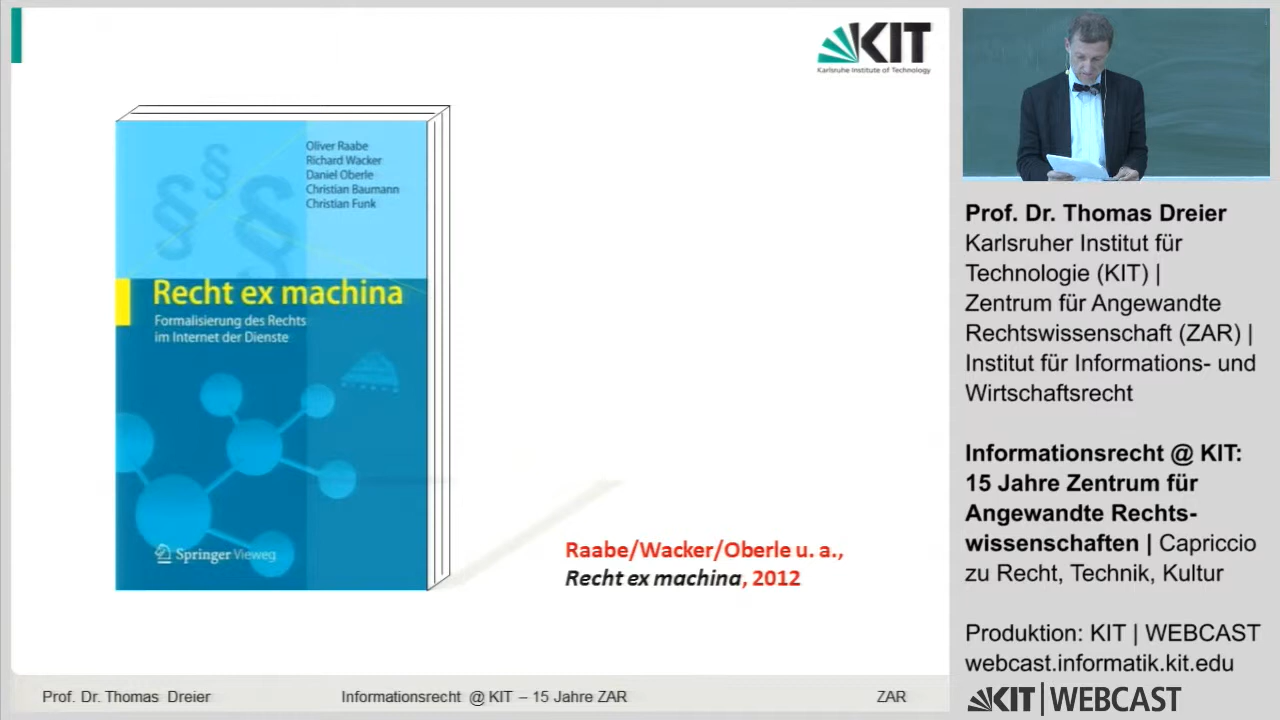 KIT
Karlsruhe Institute of Technology
Oliver Raabe
Richard Wacker
Daniel Oberle
Christian Baumann
Christian Funk
Recht ex machina
Formalisierung des Rechts
im Internet der Dienste
Springer Vieweg
Raabe/Wacker/Oberle u. a.,
Recht ex machina, 2012
Prof. Dr. Thomas Dreier
Informationsrecht @ KIT – 15 Jahre ZAR
ZAR
Prof. Dr. Thomas Dreier
Karlsruher Institut für
Technologie (KIT) |
Zentrum für Angewandte
Rechtswissenschaft (ZAR) |
Institut für Informations- und
Wirtschaftsrecht
Informationsrecht @ KIT:
15 Jahre Zentrum für
Angewandte Rechts-
wissenschaften | Capriccio
zu Recht, Technik, Kultur
Produktion: KIT | WEBCAST
webcast.informatik.kit.edu
KIT | WEBCAST